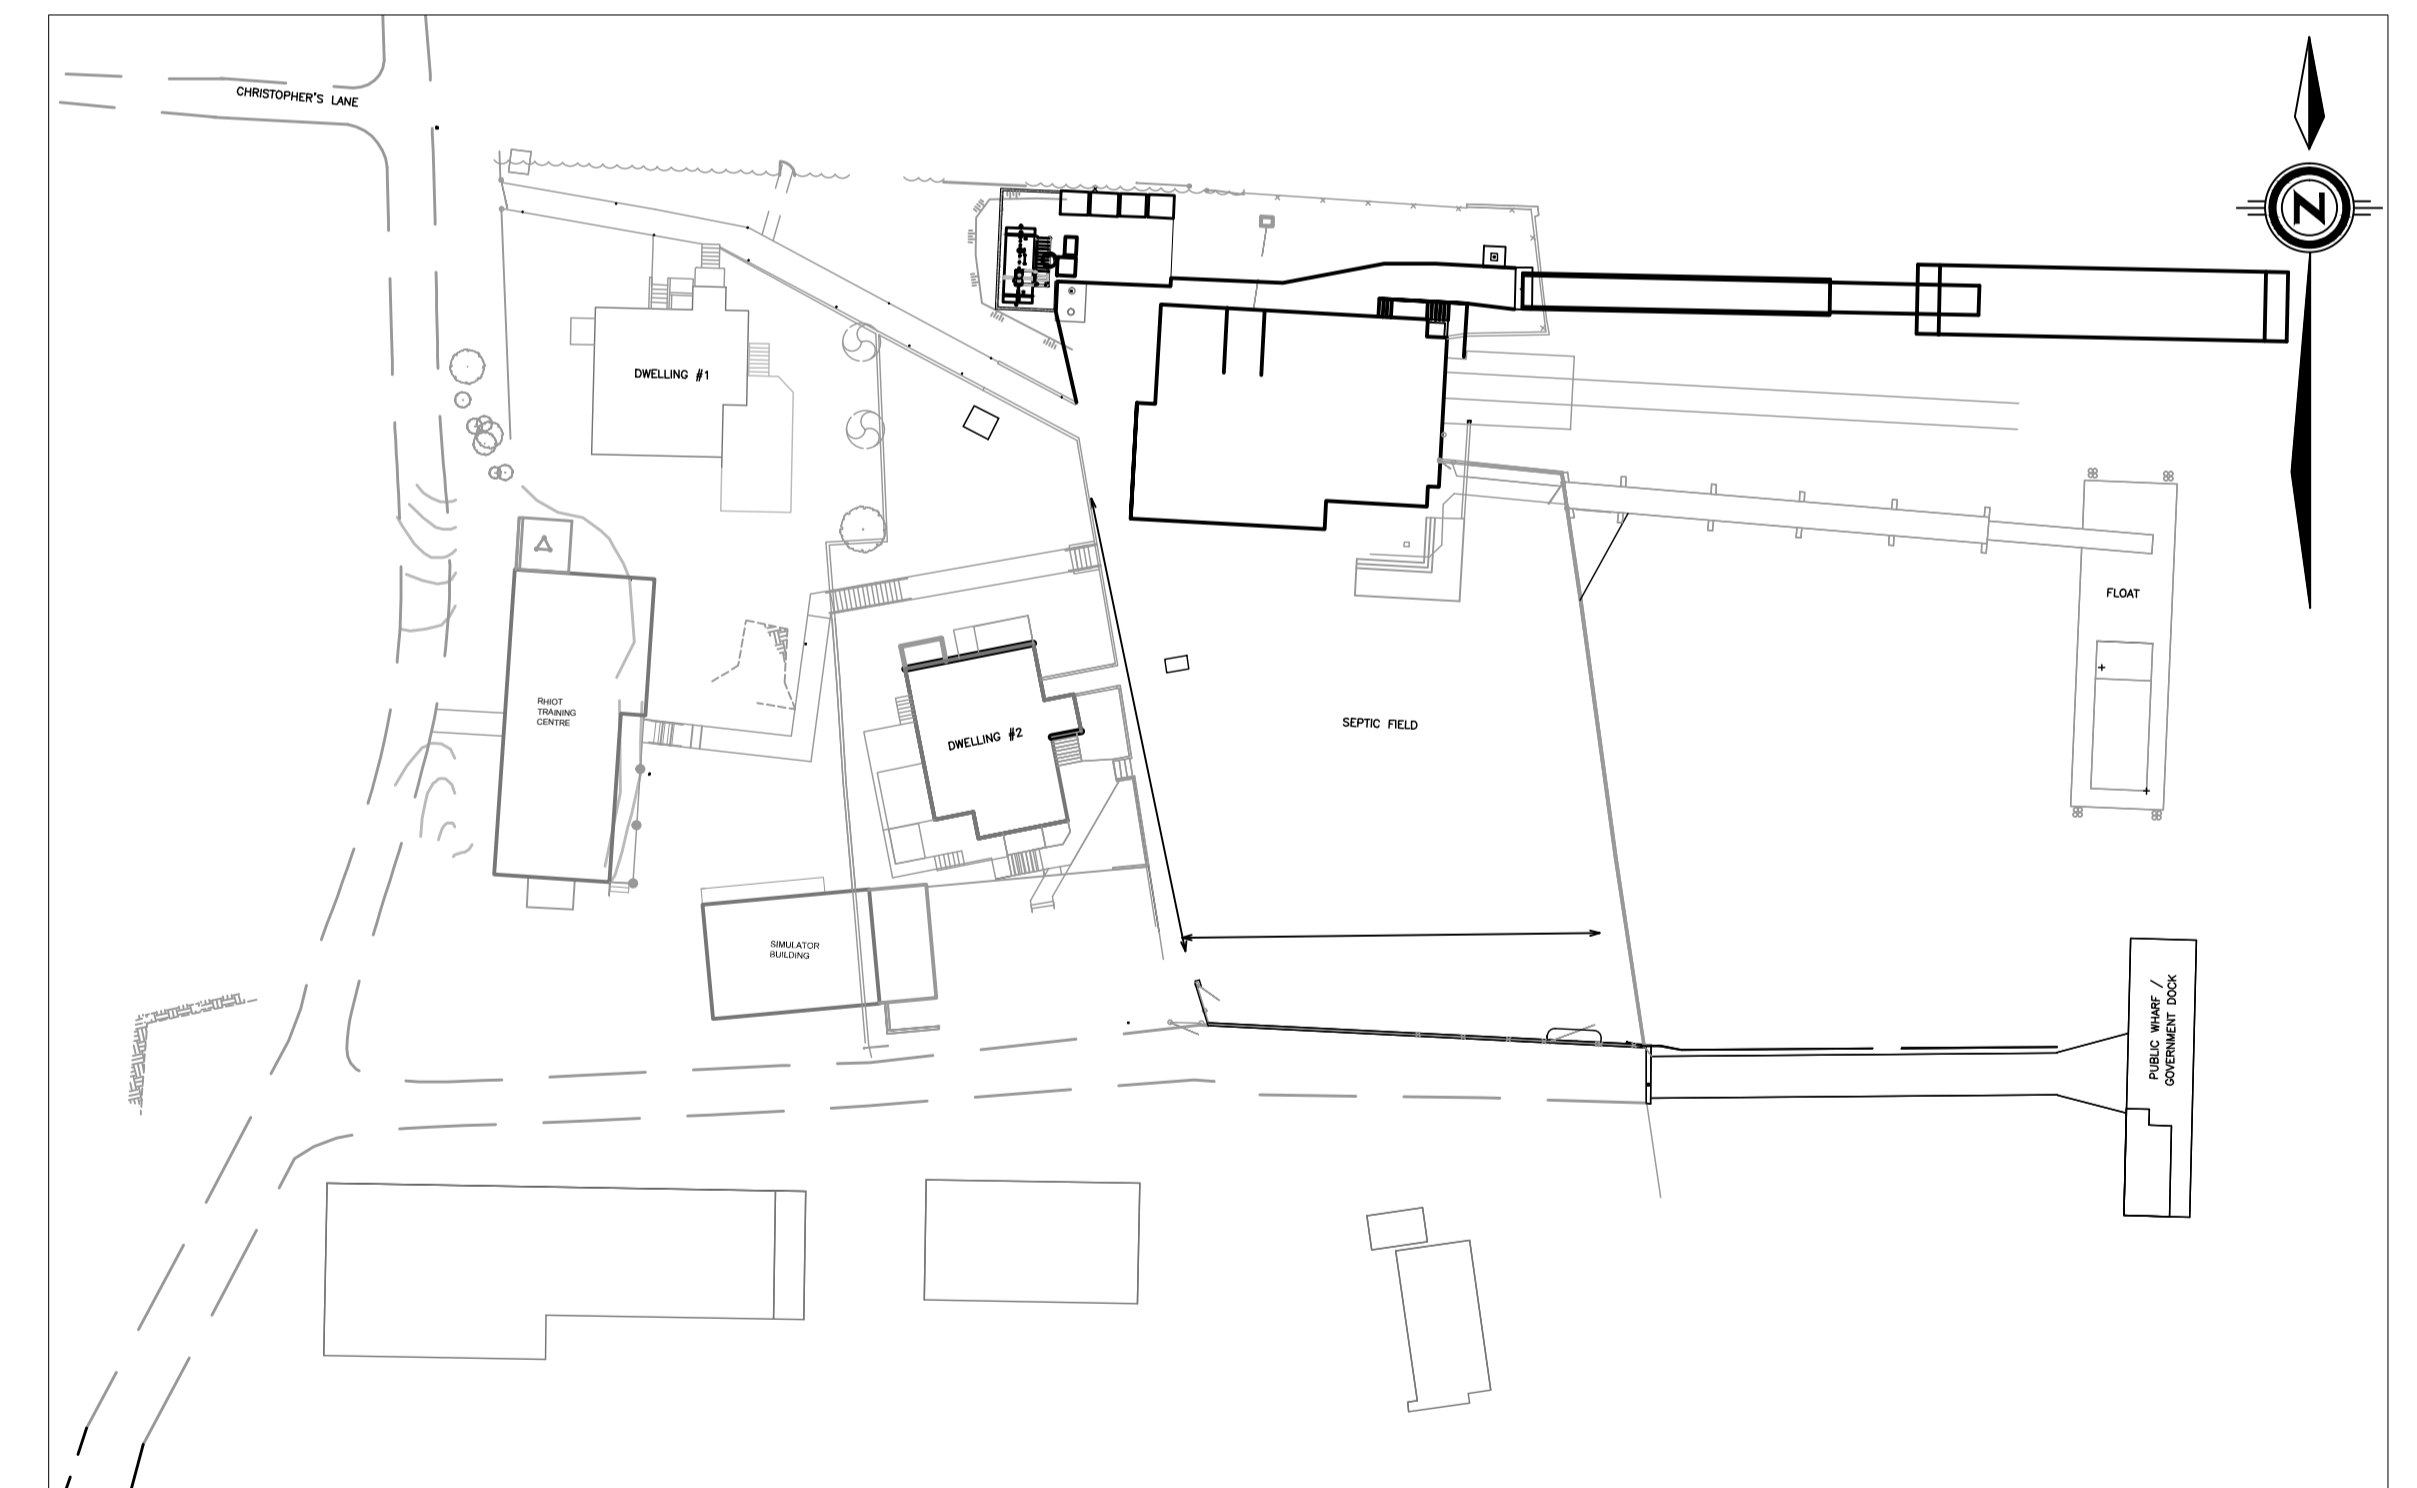 CHRISTOPHER'S LANE
N
DWELLING #1
FLOAT
RHIOT
TRAINING
CENTRE
SEPTIC FIELD
DWELLING #2
SIMULATOR
BUILDING
PUBLIC WHARF /
GOVERNMENT DOCK